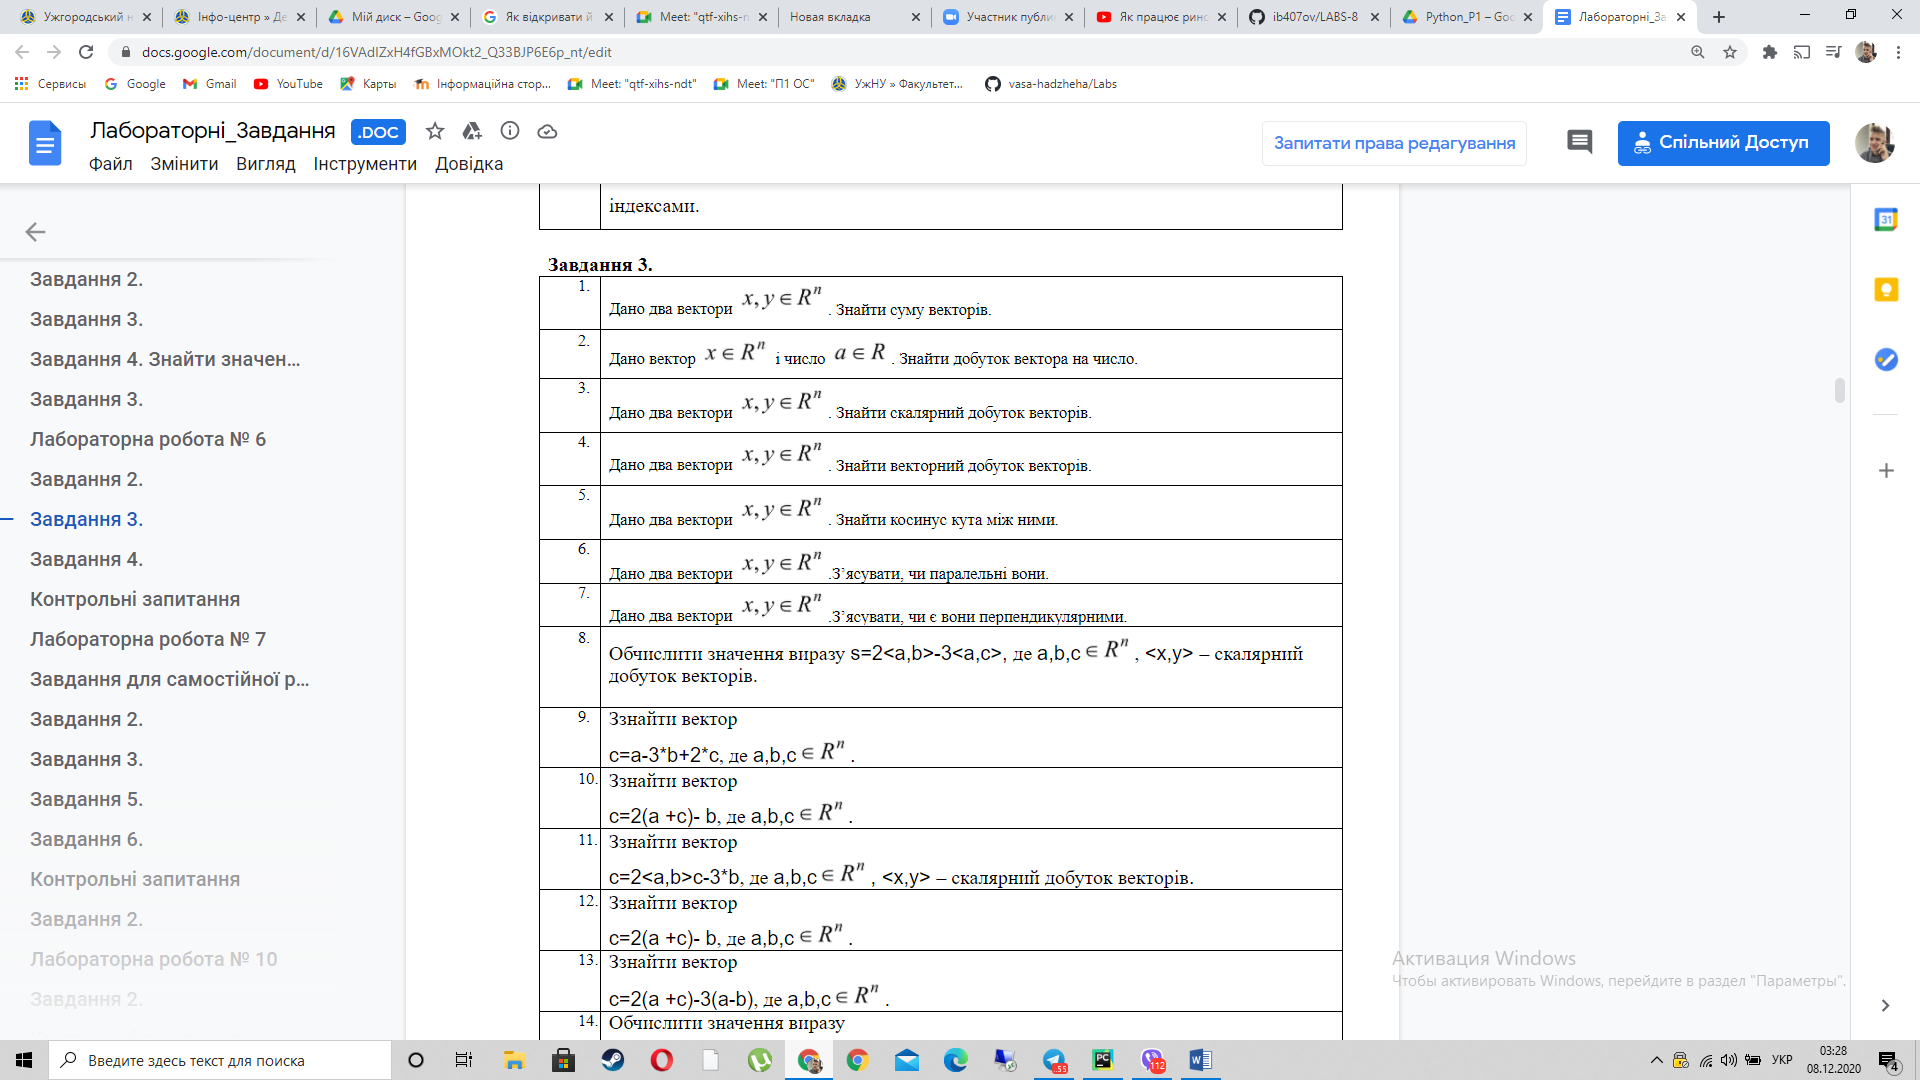 Ужгородський н
Інфо-центр » Де
Мій диск – Goog
Як відкривати й
Meet: "qtf-xihs-n
Новая вкладка
Участник публи
Як працює рин
ib407ov/LABS-8
Python_P1 – Goo
Лабораторні_За
docs.google.com/document/d/16VAdIZxH4fGBxMOkt2_Q33BJP6E6p_nt/edit
Сервисы
Google
Gmail
YouTube
Карты
Інформаційна стор...
Meet: "qtf-xihs-ndt"
Meet: "П1 ОС"
УжНУ » Факультет...
vasa-hadzheha/Labs
Лабораторні_Завдання
.DOC
Файл Змінити Вигляд Інструменти Довідка
Запитати права редагування
Спільний Доступ
Завдання 2.
Завдання 3.
Завдання 4. Знайти значен...
Завдання 3.
Лабораторна робота № 6
Завдання 2.
Завдання 3.
Завдання 4.
Контрольні запитання
Лабораторна робота № 7
Завдання для самостійної р...
Завдання 2.
Завдання 3.
Завдання 5.
Завдання 6.
Контрольні запитання
Завдання 2.
Лабораторна робота № 10
Завдання 2.
індексами.
Завдання 3.
1. Дано два вектори x, y ∈ Rⁿ . Знайти суму векторів.
2. Дано вектор x ∈ Rⁿ і число a ∈ R . Знайти добуток вектора на число.
3. Дано два вектори x, y ∈ Rⁿ . Знайти скалярний добуток векторів.
4. Дано два вектори x, y ∈ Rⁿ . Знайти векторний добуток векторів.
5. Дано два вектори x, y ∈ Rⁿ . Знайти косинус кута між ними.
6. Дано два вектори x, y ∈ Rⁿ .З’ясувати, чи паралельні вони.
7. Дано два вектори x, y ∈ Rⁿ .З’ясувати, чи є вони перпендикулярними.
8. Обчислити значення виразу s=2<a,b>-3<a,c>, де a,b,c ∈ Rⁿ , <x,y> – скалярний
добуток векторів.
9. Ззнайти вектор
c=a-3*b+2*c, де a,b,c ∈ Rⁿ .
10. Ззнайти вектор
c=2(a +c)- b, де a,b,c ∈ Rⁿ .
11. Ззнайти вектор
c=2<a,b>c-3*b, де a,b,c ∈ Rⁿ , <x,y> – скалярний добуток векторів.
12. Ззнайти вектор
c=2(a +c)- b, де a,b,c ∈ Rⁿ .
13. Ззнайти вектор
c=2(a +c)-3(a-b), де a,b,c ∈ Rⁿ .
14. Обчислити значення виразу
31
Активация Windows
Чтобы активировать Windows, перейдите в раздел "Параметры".
Введите здесь текст для поиска
PC
..55
112
УКР
03:28
08.12.2020
4